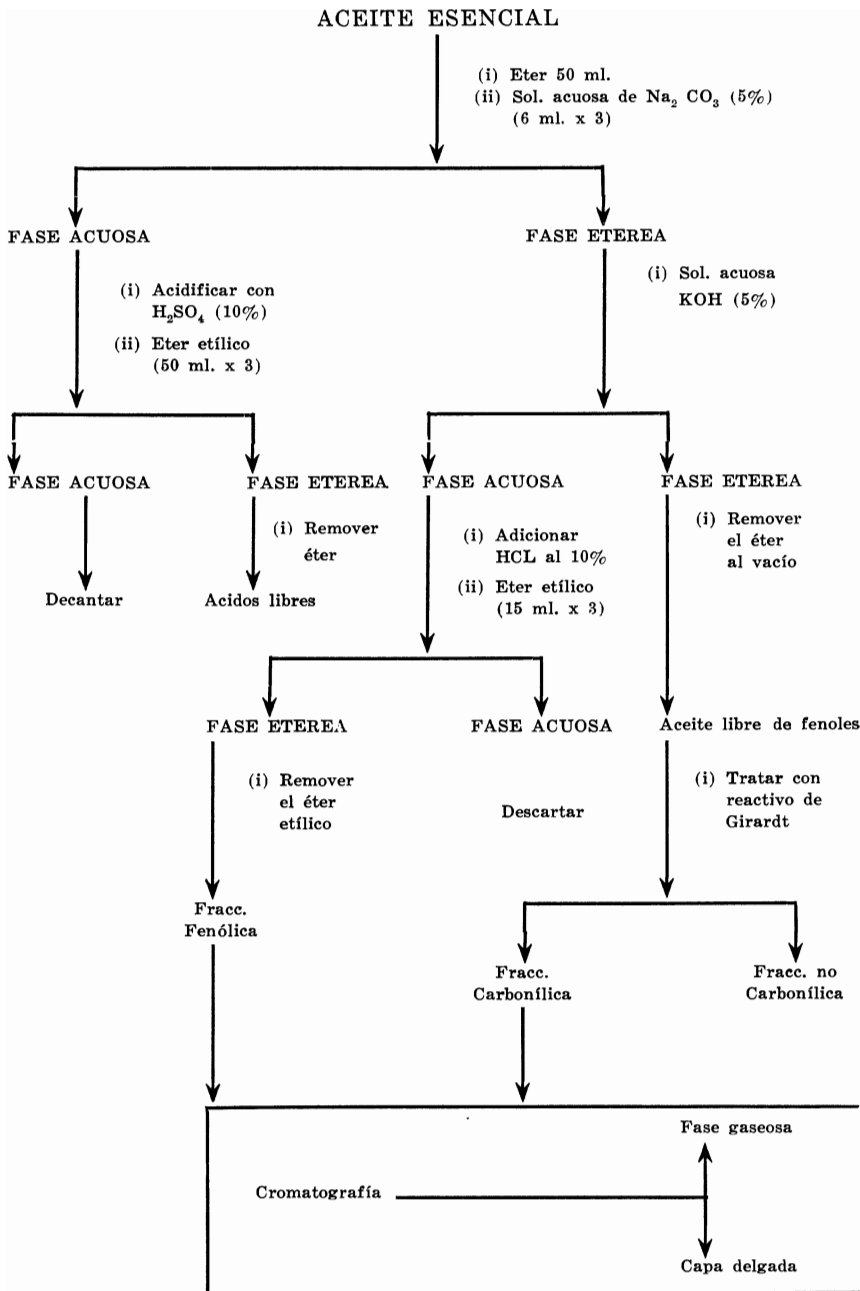 ACEITE ESENCIAL
(i) Eter 50 ml.
(ii) Sol. acuosa de Na₂ CO₃ (5%)
(6 ml. x 3)
FASE ACUOSA
FASE ETEREA
(i) Acidificar con
H₂SO₄ (10%)
(ii) Eter etílico
(50 ml. x 3)
(i) Sol. acuosa
KOH (5%)
FASE ACUOSA
FASE ETEREA
FASE ACUOSA
FASE ETEREA
Decantar
(i) Remover
éter
Acidos libres
(i) Adicionar
HCL al 10%
(ii) Eter etílico
(15 ml. x 3)
(i) Remover
el éter
al vacío
FASE ETEREA
FASE ACUOSA
Aceite libre de fenoles
(i) Remover
el éter
etílico
Descartar
(i) Tratar con
reactivo de
Girardt
Fracc.
Fenólica
Fracc.
Carbonílica
Fracc. no
Carbonílica
Fase gaseosa
Cromatografía
Capa delgada